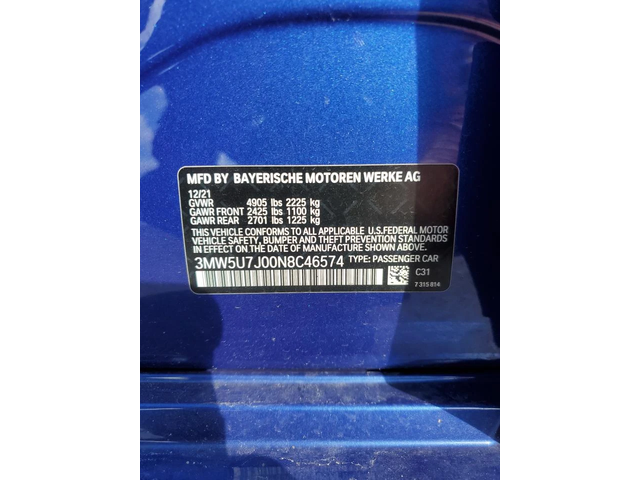 MFD BY BAYERISCHE MOTOREN WERKE AG
12/21
GVWR 4905 lbs 2225 kg
GAWR FRONT 2425 lbs 1100 kg
GAWR REAR 2701 lbs 1225 kg
THIS VEHICLE CONFORMS TO ALL APPLICABLE U.S.FEDERAL MOTOR
VEHICLE SAFETY, BUMPER AND THEFT PREVENTION STANDARDS
IN EFFECT ON THE DATE OF MANUFACTURE SHOWN ABOVE.
3MW5U7J00N8C46574 TYPE: PASSENGER CAR
C31
7 315 814